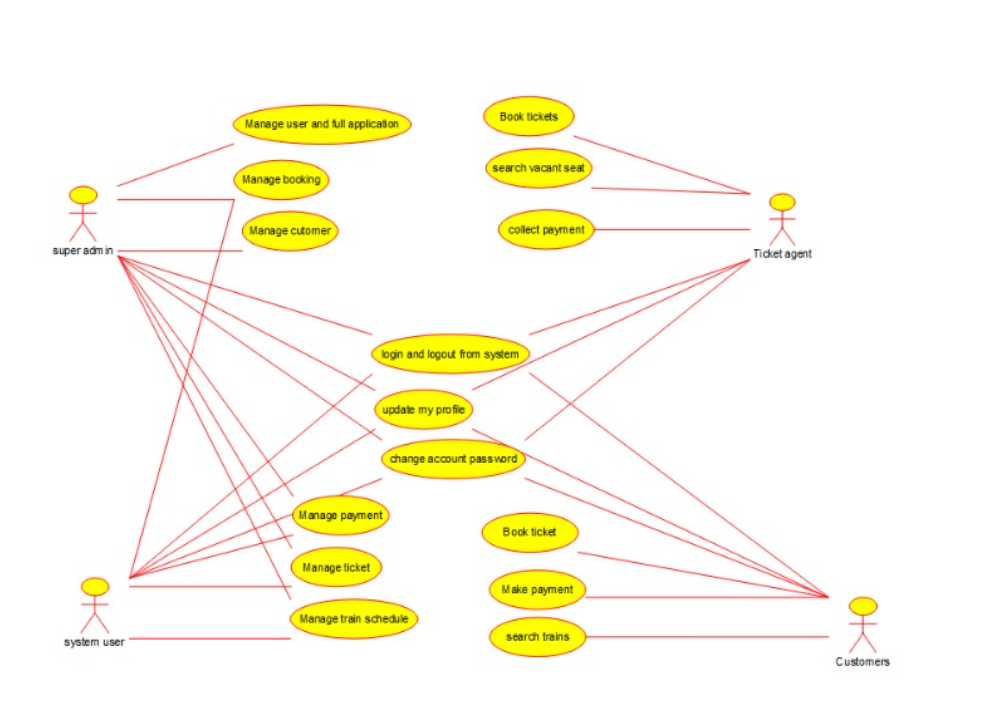 Manage user and full application
Book tickets
search vacant seat
Manage booking
Manage cutomer
collect payment
super admin
Ticket agent
login and logout from system
update my profile
change account password
Manage payment
Book ticket
Manage ticket
Make payment
Manage train schedule
search trains
system user
Customers